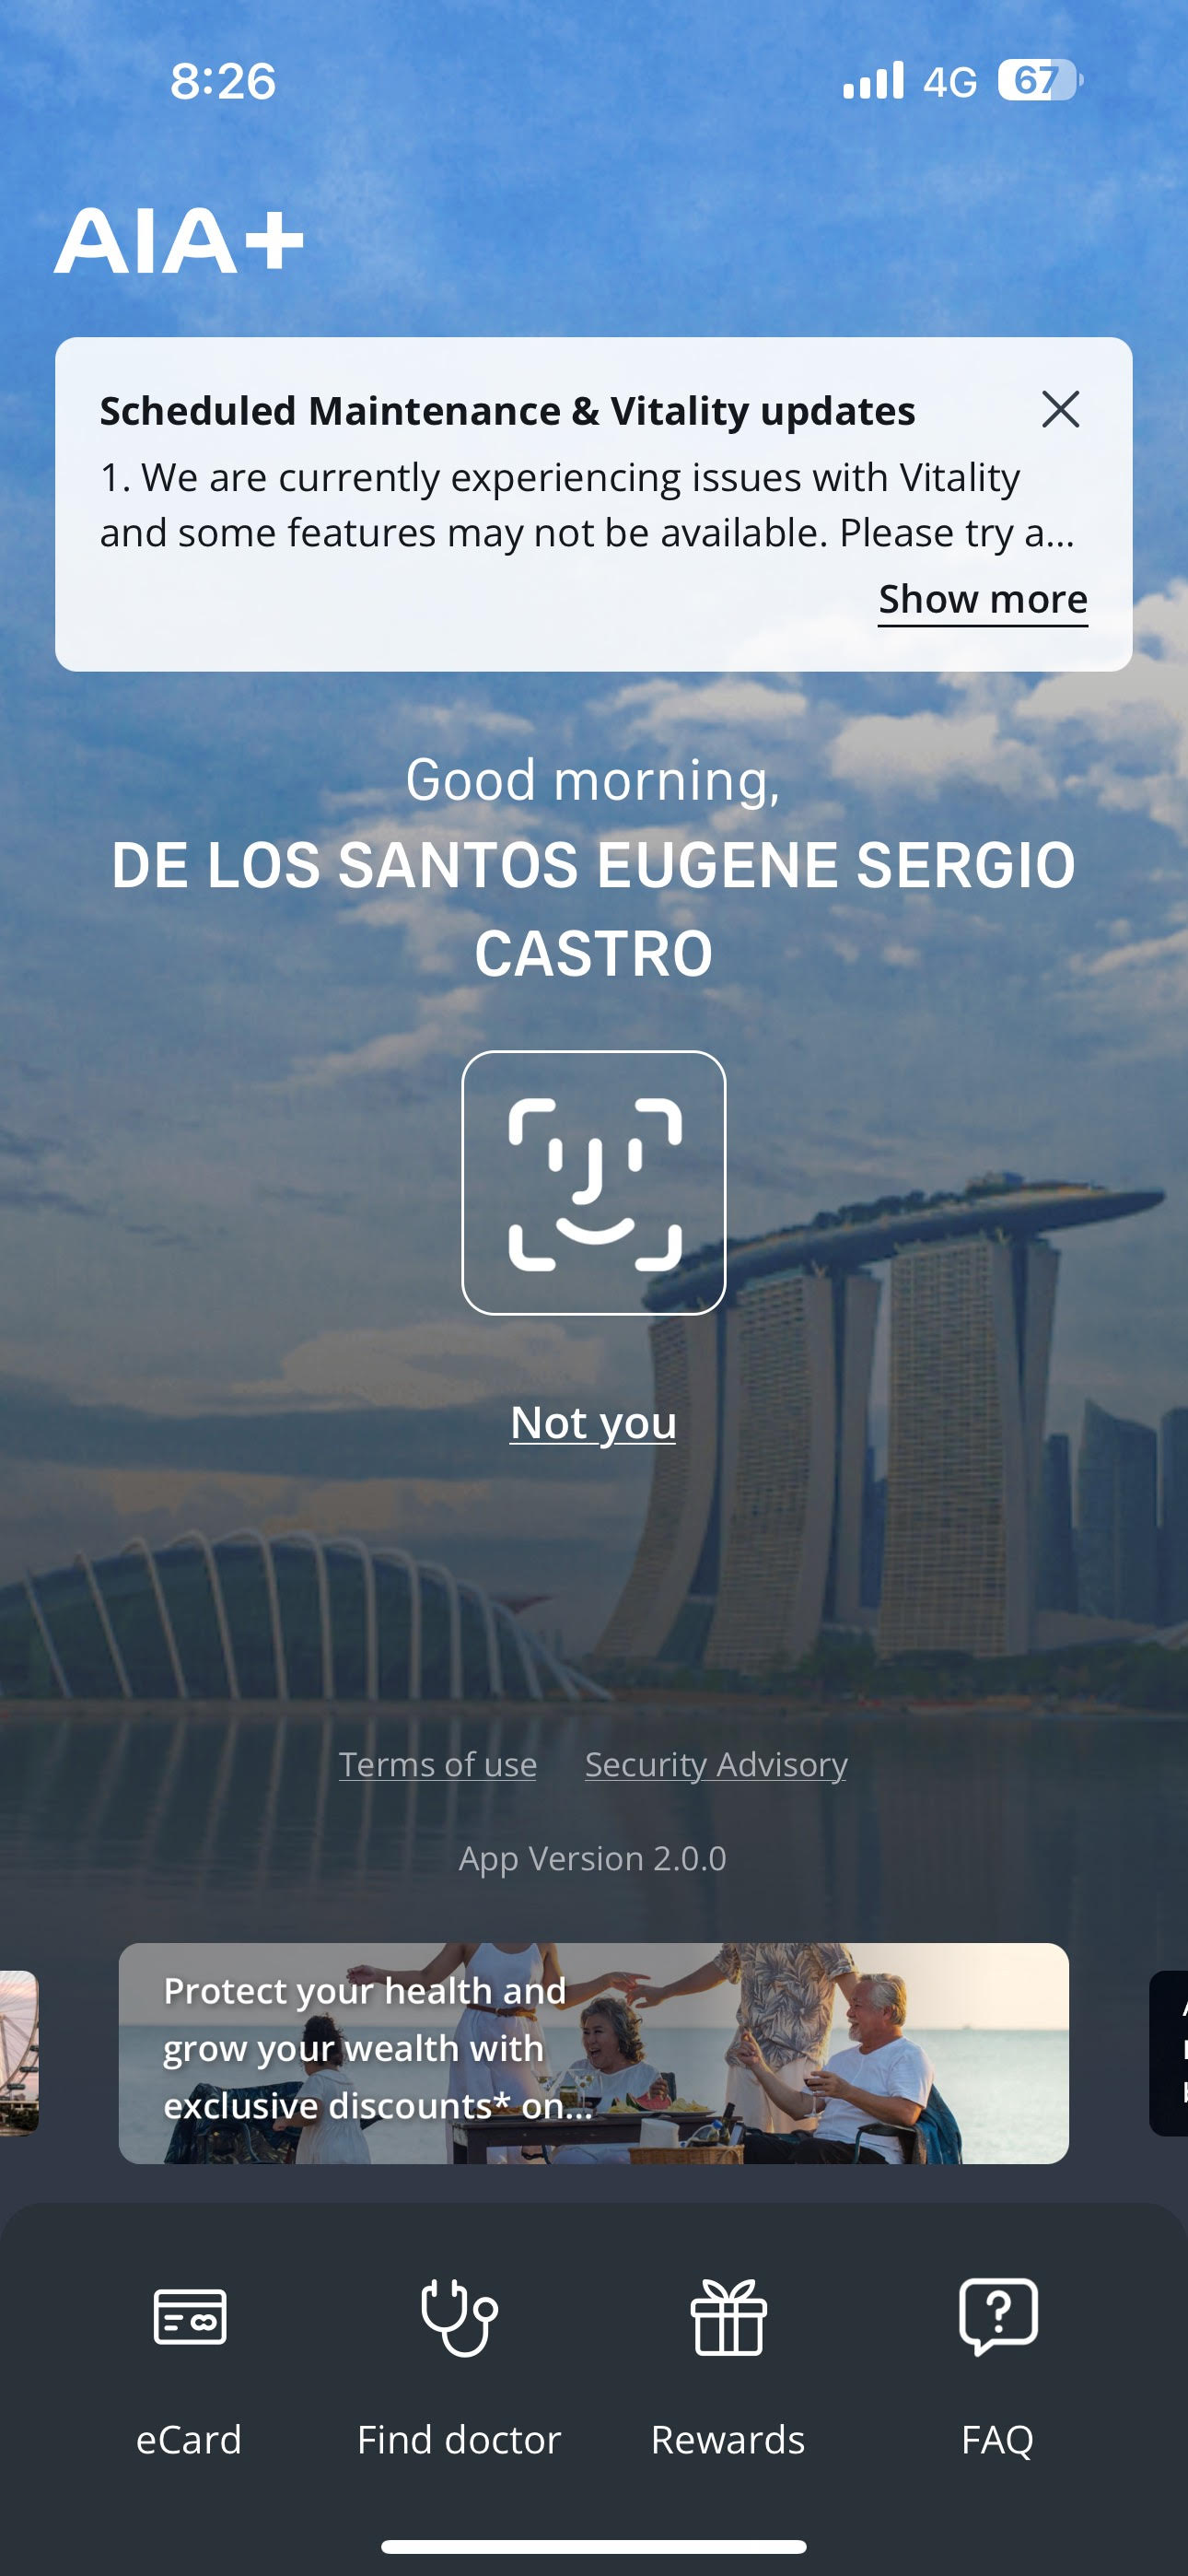 8:26
4G
67
AIA+
Scheduled Maintenance & Vitality updates
1. We are currently experiencing issues with Vitality
and some features may not be available. Please try a...
Show more
Good morning,
DE LOS SANTOS EUGENE SERGIO
CASTRO
Not you
Terms of use
Security Advisory
App Version 2.0.0
Protect your health and
grow your wealth with
exclusive discounts* on...
eCard
Find doctor
Rewards
FAQ